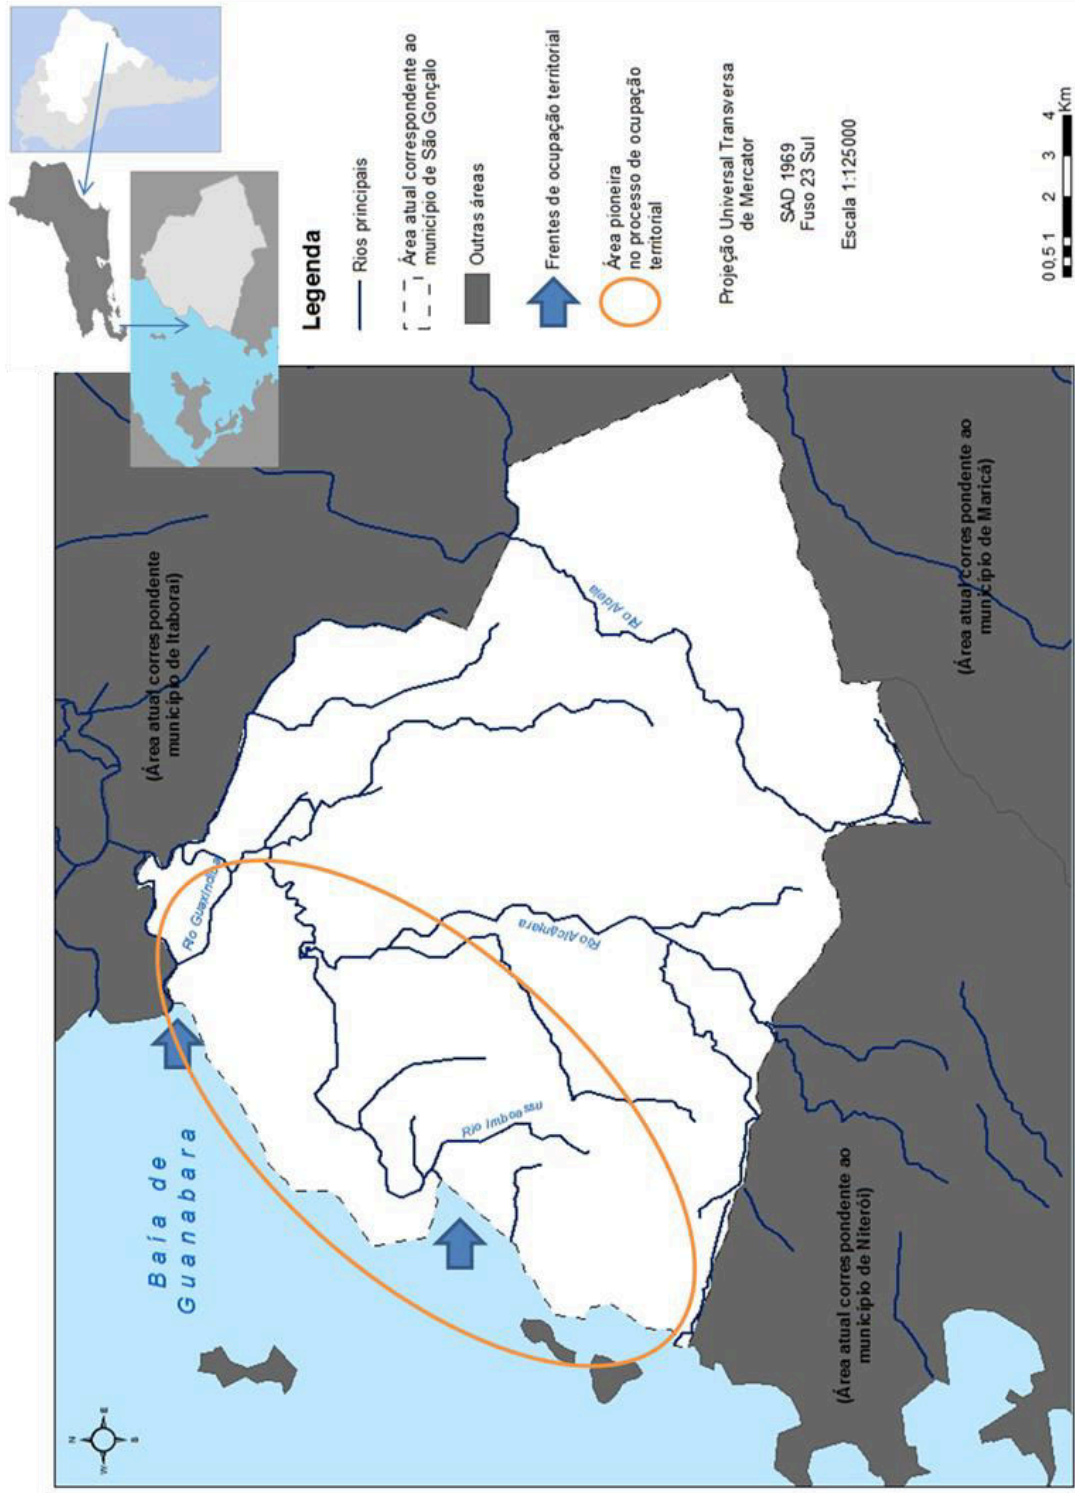 Baía de
Guanabara
(Área atual correspondente
município de Itaboraí)
Rio Guaxindiba
Rio Imboassu
Rio Alcântara
Rio Aldeia
(Área atual correspondente ao
município de Niterói)
(Área atual correspondente ao
município de Maricá)
N
W
E
S
Legenda
Rios principais
Área atual correspondente ao
município de São Gonçalo
Outras áreas
Frentes de ocupação territorial
Área pioneira
no processo de ocupação
territorial
Projeção Universal Transversa
de Mercator
SAD 1969
Fuso 23 Sul
Escala 1:125000
0 0,5 1 2 3 4
Km